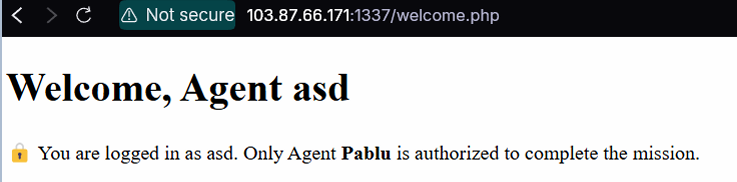 Not secure 103.87.66.171:1337/welcome.php
Welcome, Agent asd
You are logged in as asd. Only Agent Pablu is authorized to complete the mission.